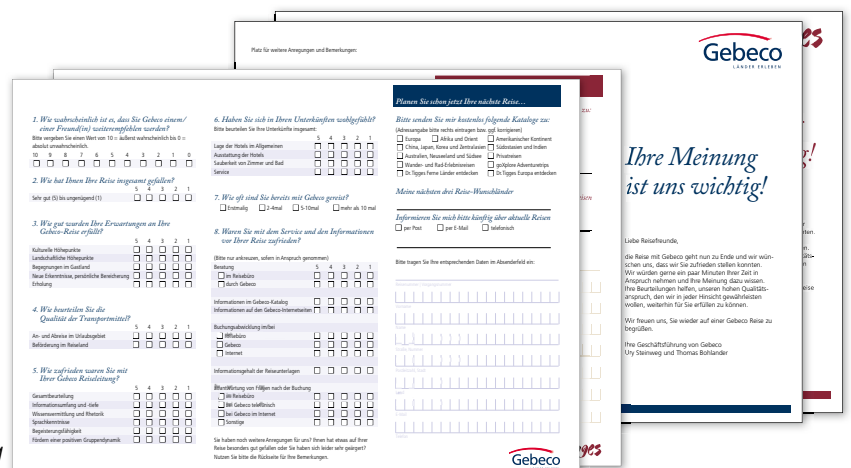 Platz für weitere Anregungen und Bemerkungen:
Gebeco
LÄNDER ERLEBEN
Ihre Meinung
ist uns wichtig!
Liebe Reisefreunde,
die Reise mit Gebeco geht nun zu Ende und wir wün-
schen uns, dass wir Sie zufrieden stellen konnten.
Wir würden gerne ein paar Minuten Ihrer Zeit in
Anspruch nehmen und Ihre Meinung dazu wissen.
Ihre Beurteilungen helfen, unseren hohen Qualitäts-
anspruch, den wir in jeder Hinsicht gewährleisten
wollen, weiterhin für Sie erfüllen zu können.
Wir freuen uns, Sie wieder auf einer Gebeco Reise zu
begrüßen.
Ihre Geschäftsführung von Gebeco
Ury Steinweg und Thomas Bohlander
1. Wie wahrscheinlich ist es, dass Sie Gebeco einem/
einer Freund(in) weiterempfehlen werden?
Bitte vergeben Sie einen Wert von 10 = äußerst wahrscheinlich bis 0 =
absolut unwahrscheinlich.
10 9 8 7 6 5 4 3 2 1 0
2. Wie hat Ihnen Ihre Reise insgesamt gefallen?
5 4 3 2 1
Sehr gut (5) bis ungenügend (1)
3. Wie gut wurden Ihre Erwartungen an Ihre
Gebeco-Reise erfüllt?
5 4 3 2 1
Kulturelle Höhepunkte
Landschaftliche Höhepunkte
Begegnungen im Gastland
Neue Erkenntnisse, persönliche Bereicherung
Erholung
4. Wie beurteilen Sie die
Qualität der Transportmittel?
5 4 3 2 1
An- und Abreise im Urlaubsgebiet
Beförderung im Reiseland
5. Wie zufrieden waren Sie mit
Ihrer Gebeco Reiseleitung?
5 4 3 2 1
Gesamtbeurteilung
Informationsumfang und -tiefe
Wissensvermittlung und Rhetorik
Sprachkenntnisse
Begeisterungsfähigkeit
Fördern einer positiven Gruppendynamik
6. Haben Sie sich in Ihren Unterkünften wohlgefühlt?
Bitte beurteilen Sie Ihre Unterkünfte insgesamt:
5 4 3 2 1
Lage der Hotels im Allgemeinen
Ausstattung der Hotels
Sauberkeit von Zimmer und Bad
Service
7. Wie oft sind Sie bereits mit Gebeco gereist?
Erstmalig 2-4mal 5-10mal mehr als 10 mal
8. Waren Sie mit dem Service und den Informationen
vor Ihrer Reise zufrieden?
(Bitte nur ankreuzen, sofern in Anspruch genommen)
Beratung 5 4 3 2 1
im Reisebüro
durch Gebeco
Informationen im Gebeco-Katalog
Informationen auf den Gebeco-Internetseiten
Buchungsabwicklung im/bei
Reisebüro
Gebeco
Internet
Informationsgehalt der Reiseunterlagen
Beantwortung von Fragen nach der Buchung
im Reisebüro
bei Gebeco telefonisch
bei Gebeco im Internet
Sonstige
Sie haben noch weitere Anregungen für uns? Ihnen hat etwas auf Ihrer
Reise besonders gut gefallen oder Sie haben sich leider sehr geärgert?
Nutzen Sie bitte die Rückseite für Ihre Bemerkungen.
Planen Sie schon jetzt Ihre nächste Reise...
Bitte senden Sie mir kostenlos folgende Kataloge zu:
(Adressangabe bitte rechts eintragen bzw. ggf. korrigieren)
Europa Afrika und Orient Amerikanischer Kontinent
China, Japan, Korea und Zentralasien Südostasien und Indien
Australien, Neuseeland und Südsee Privatreisen
Wander- und Rad-Erlebnisreisen goXplore Adventuretrips
Dr.Tigges Ferne Länder entdecken Dr.Tigges Europa entdecken
Meine nächsten drei Reise-Wunschländer
Informieren Sie mich bitte künftig über aktuelle Reisen
per Post per E-Mail telefonisch
Bitte tragen Sie Ihre entsprechenden Daten im Absenderfeld ein:
Gebeco